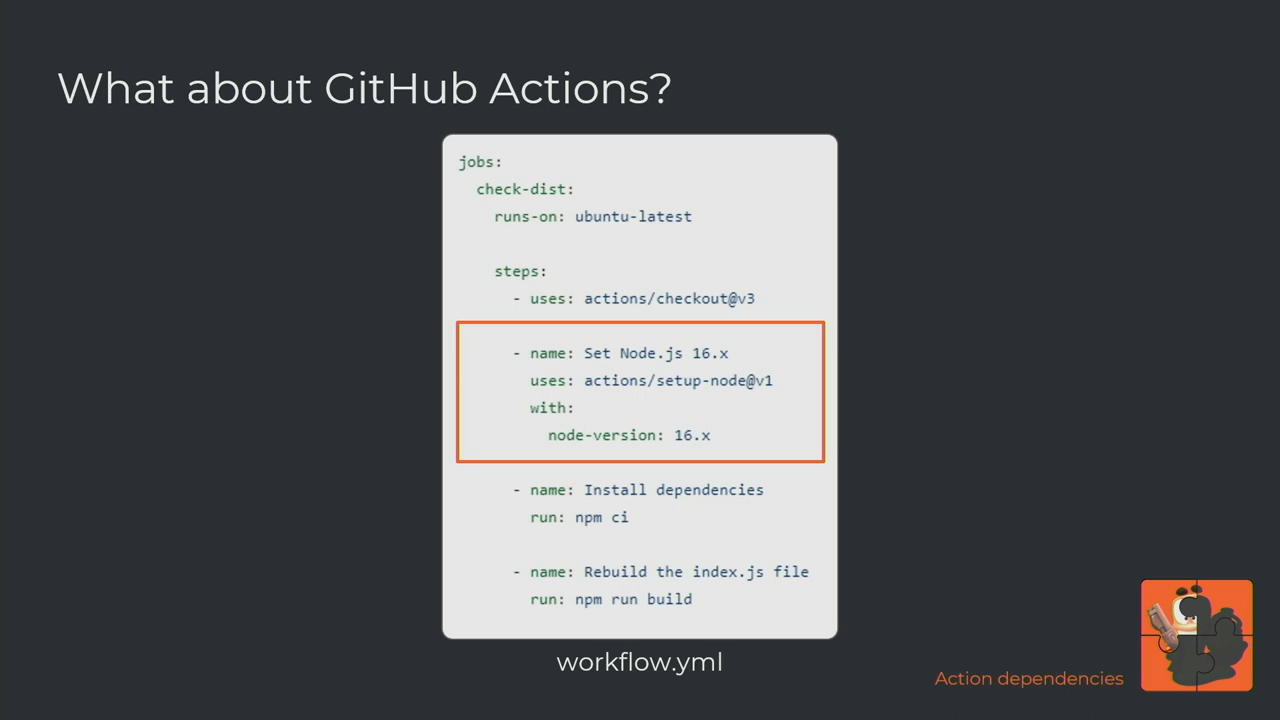 What about GitHub Actions?
jobs:
check-dist:
runs-on: ubuntu-latest
steps:
- uses: actions/checkout@v3
- name: Set Node.js 16.x
uses: actions/setup-node@v1
with:
node-version: 16.x
- name: Install dependencies
run: npm ci
- name: Rebuild the index.js file
run: npm run build
workflow.yml
Action dependencies